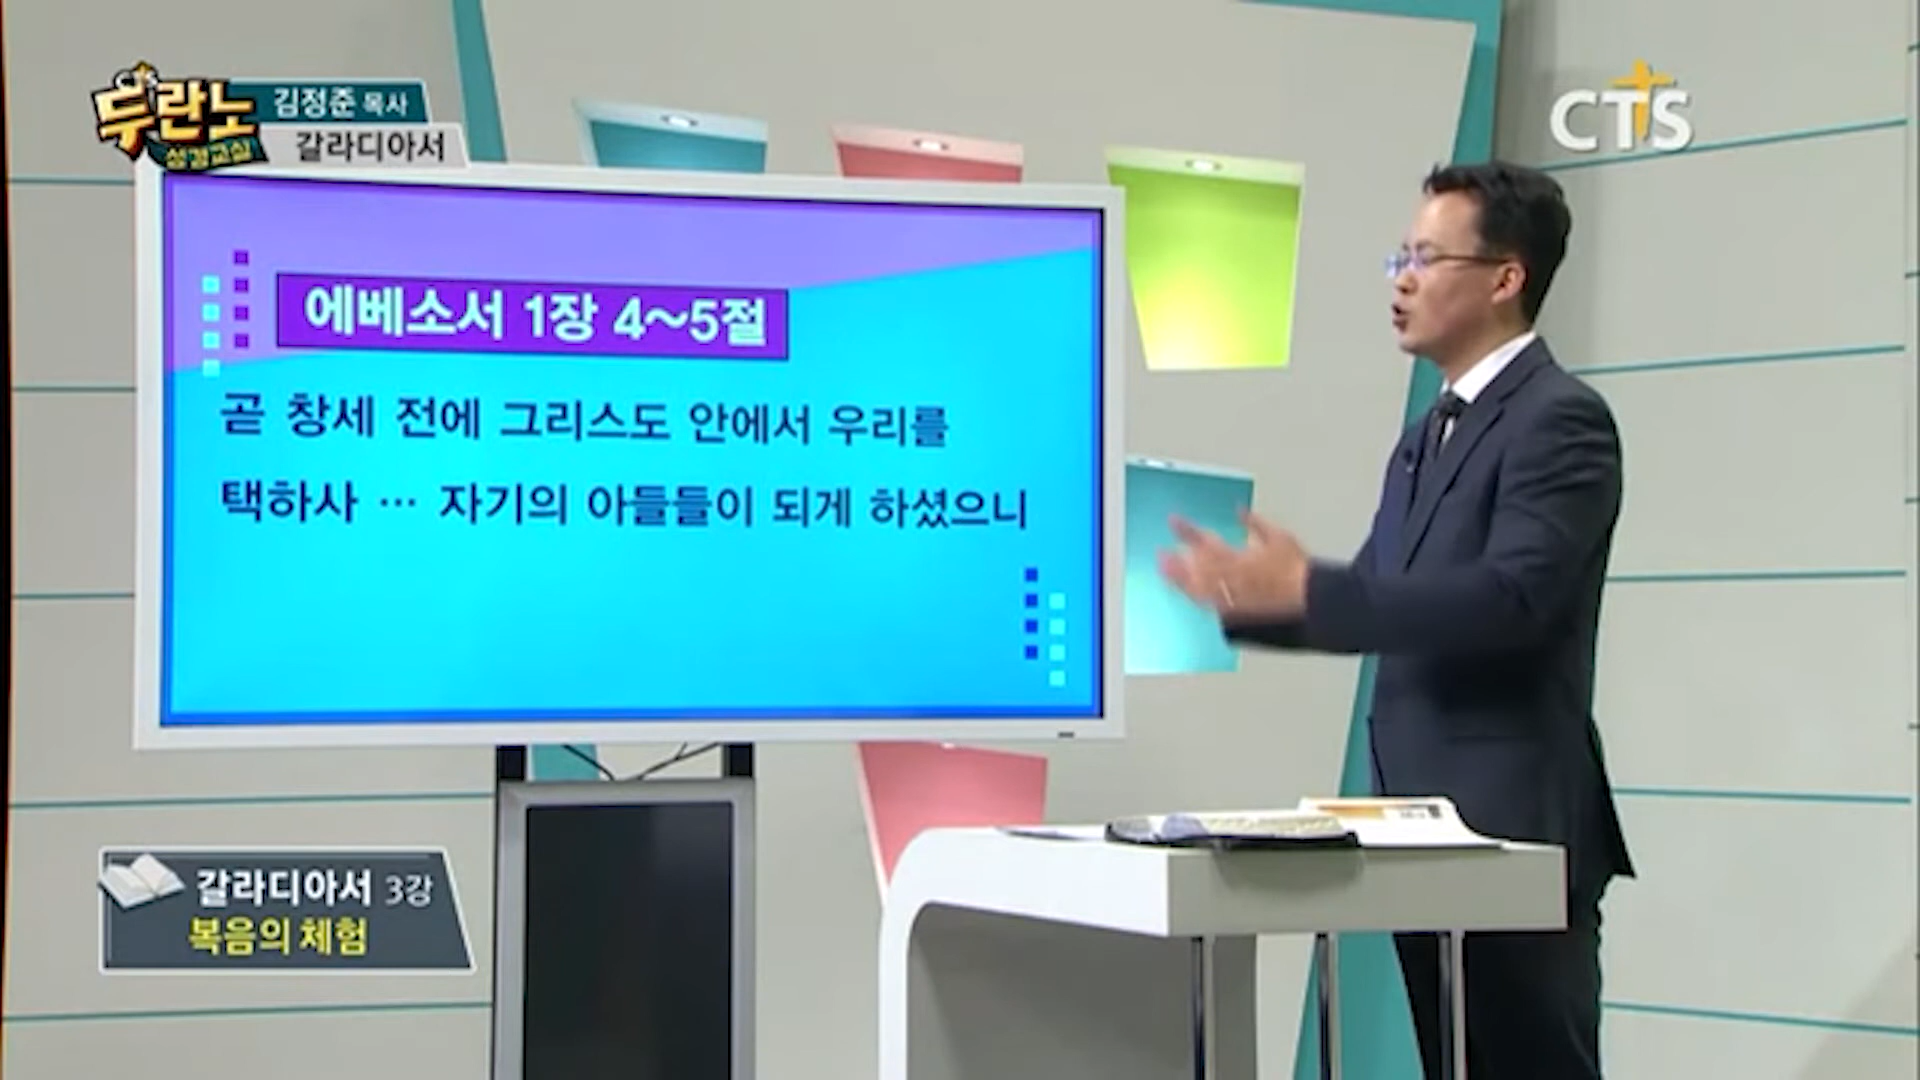 CTS
두란노
성경교실
김정준 목사
갈라디아서
CTS
에베소서 1장 4~5절
곧 창세 전에 그리스도 안에서 우리를
택하사 … 자기의 아들들이 되게 하셨으니
갈라디아서 3강
복음의 체험